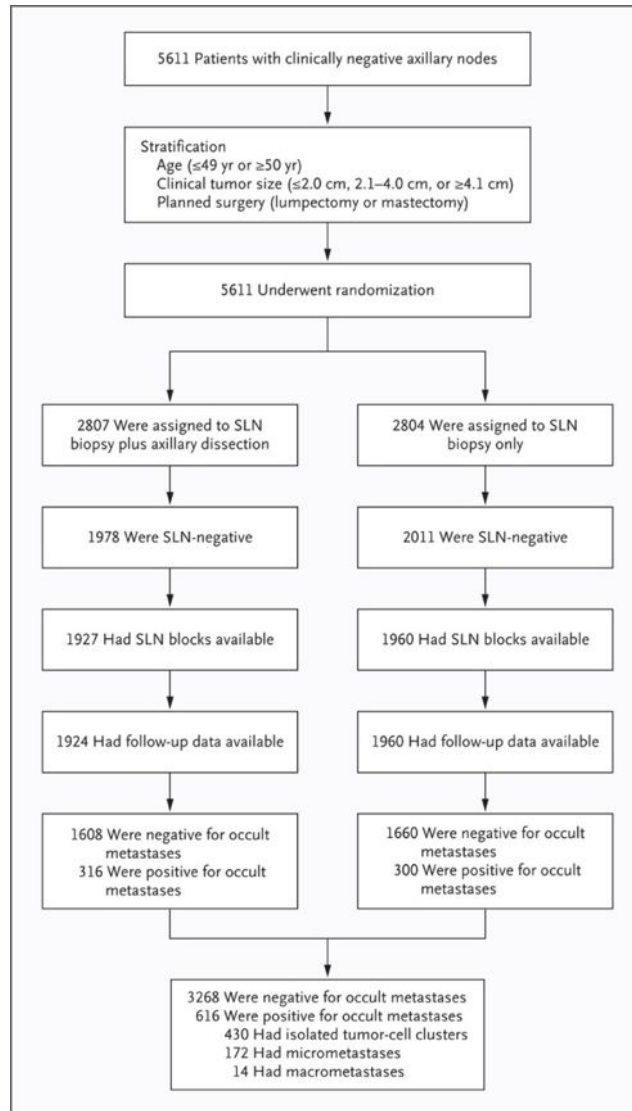 5611 Patients with clinically negative axillary nodes
Stratification
Age (≤49 yr or ≥50 yr)
Clinical tumor size (≤2.0 cm, 2.1–4.0 cm, or ≥4.1 cm)
Planned surgery (lumpectomy or mastectomy)
5611 Underwent randomization
2807 Were assigned to SLN
biopsy plus axillary dissection
2804 Were assigned to SLN
biopsy only
1978 Were SLN-negative
2011 Were SLN-negative
1927 Had SLN blocks available
1960 Had SLN blocks available
1924 Had follow-up data available
1960 Had follow-up data available
1608 Were negative for occult
metastases
316 Were positive for occult
metastases
1660 Were negative for occult
metastases
300 Were positive for occult
metastases
3268 Were negative for occult metastases
616 Were positive for occult metastases
430 Had isolated tumor-cell clusters
172 Had micrometastases
14 Had macrometastases